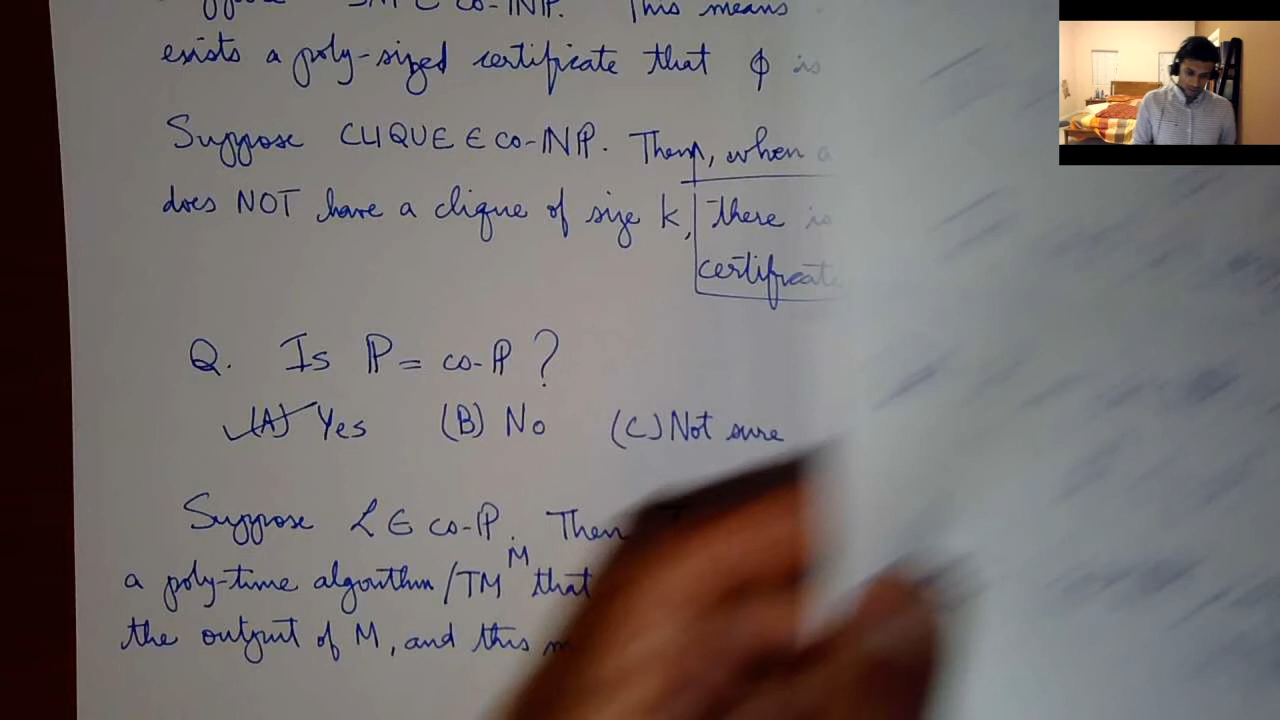 SAT ∈ co-NP. This means
exists a poly-sized certificate that ϕ is
Suppose CLIQUE ∈ co-NP. Then, when a
does NOT have a clique of size k, there is
certificate
Q. Is P = co-P ?
(A) Yes (B) No (C) Not sure
Suppose L ∈ co-P. Then
a poly-time algorithm/TM M that
the output of M, and this